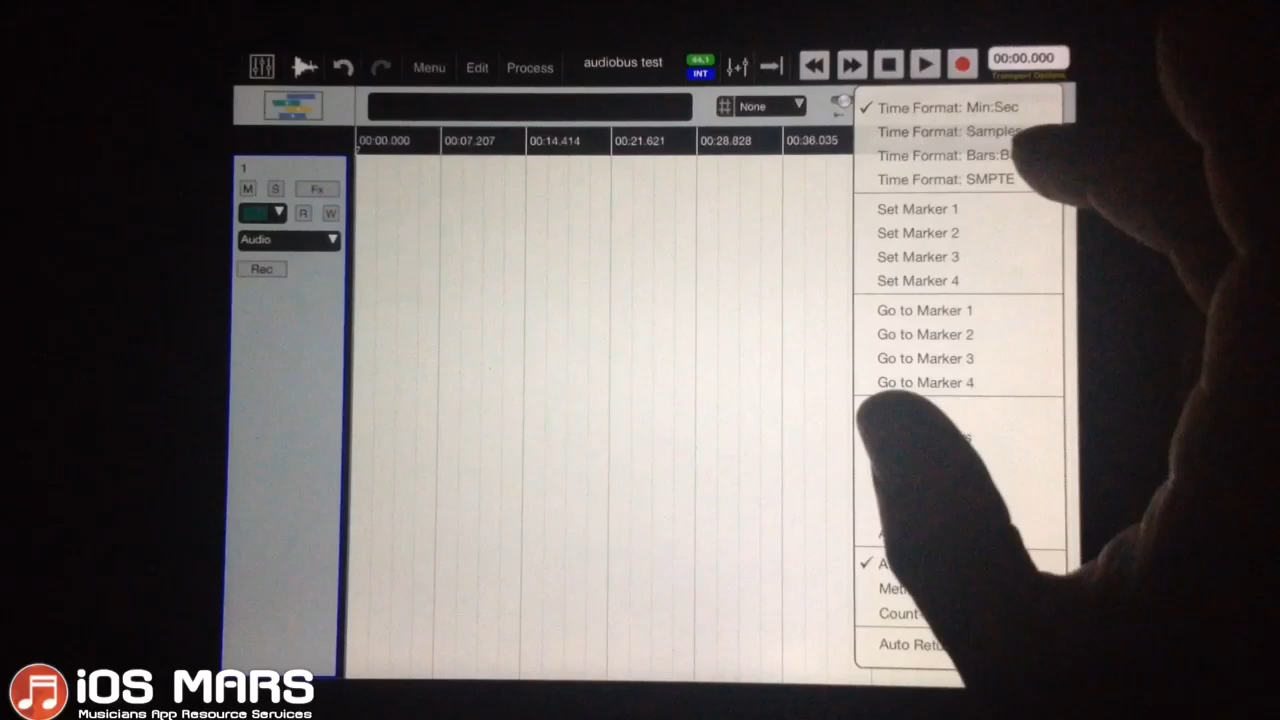 Menu Edit Process audiobus test 44.1 INT 00:00.000
Transport Options
None
00:00.000 00:07.207 00:14.414 00:21.621 00:28.828 00:36.035
1
M S Fx
R W
Audio
Rec
✓ Time Format: Min:Sec
Time Format: Samples
Time Format:
Time Format: SMPTE
Set Marker 1
Set Marker 2
Set Marker 3
Set Marker 4
Go to Marker 1
Go to Marker 2
Go to Marker 3
Go to Marker 4
Auto
iOS MARS
Musicians App Resource Services